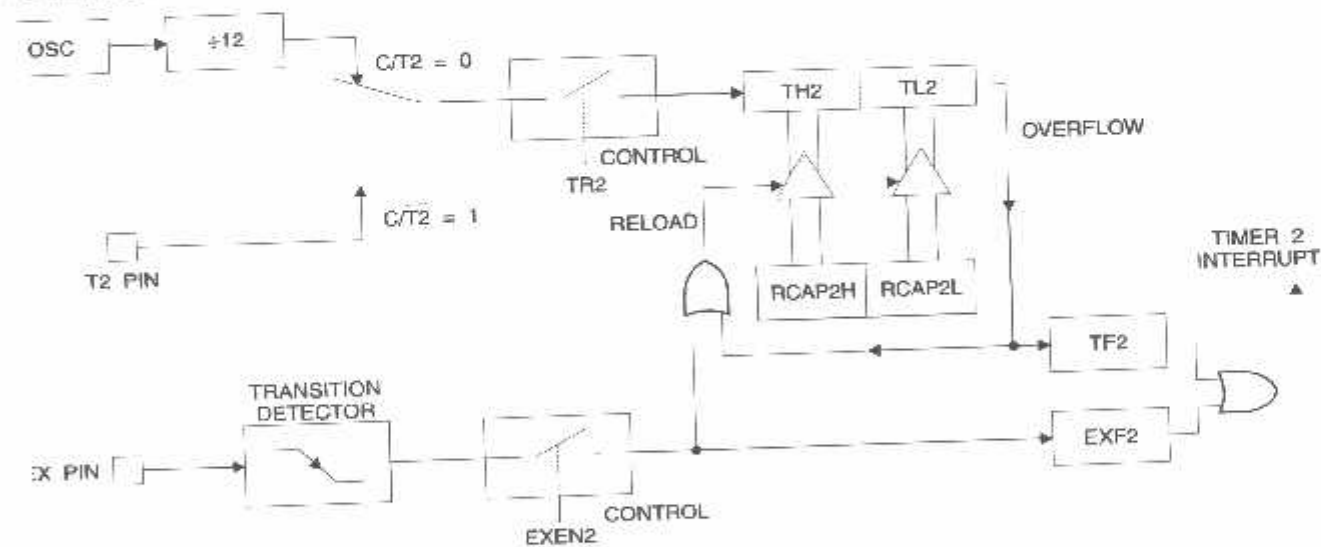 OSC
÷12
C/T2 = 0
TH2
TL2
OVERFLOW
CONTROL
TR2
C/T2 = 1
RELOAD
T2 PIN
TIMER 2
INTERRUPT
RCAP2H
RCAP2L
TF2
TRANSITION
DETECTOR
EXF2
EX PIN
CONTROL
EXEN2